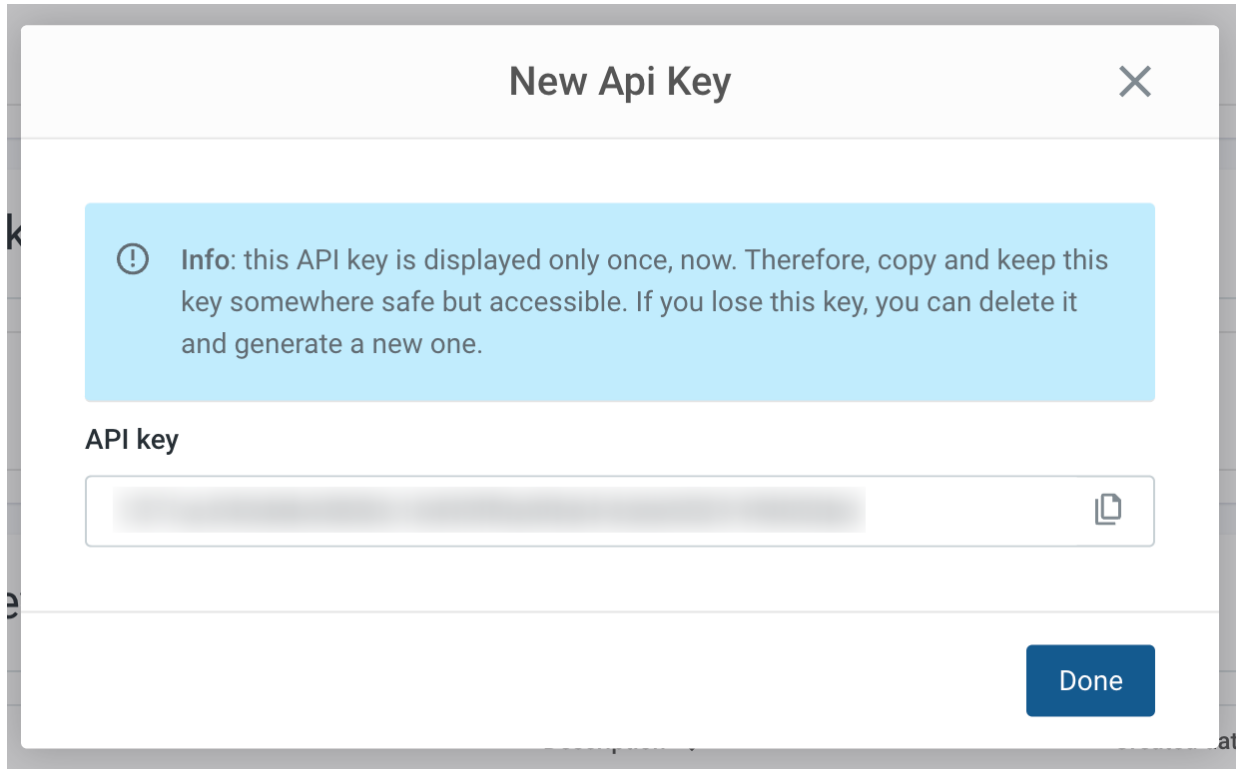 New Api Key
Info: this API key is displayed only once, now. Therefore, copy and keep this
key somewhere safe but accessible. If you lose this key, you can delete it
and generate a new one.
API key
Done